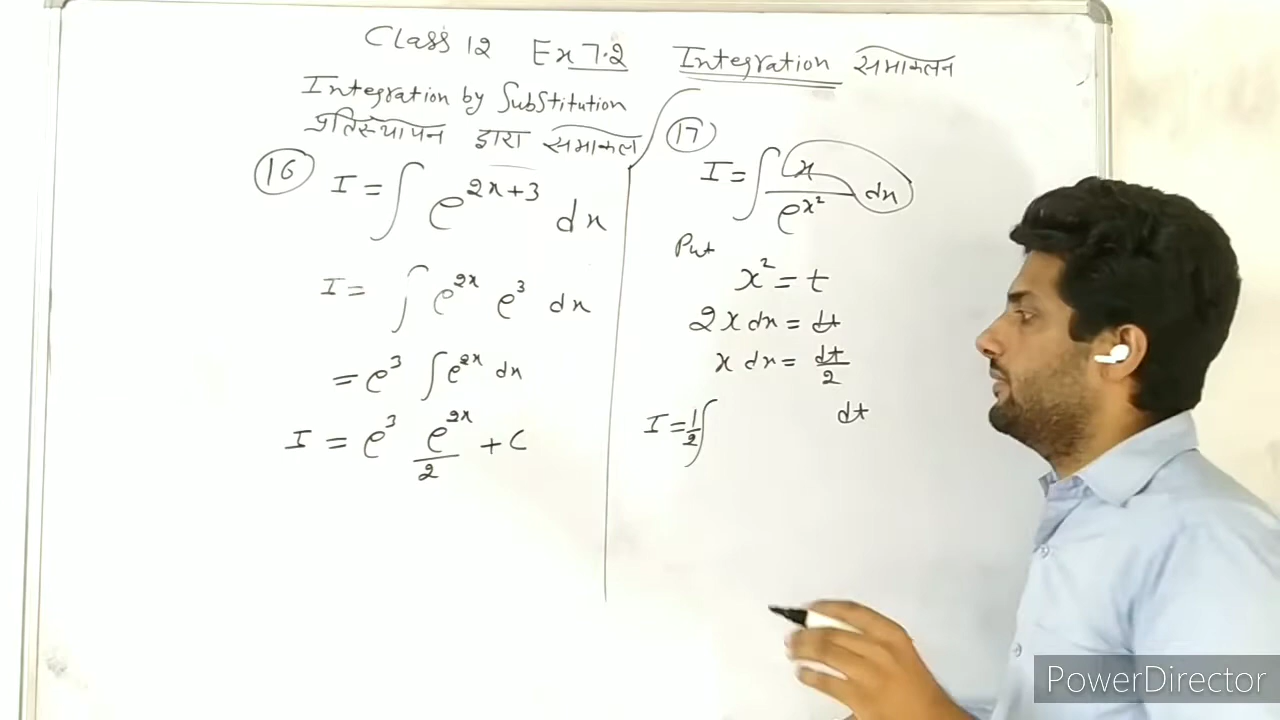 Class 12 Ex 7.2 Integration समाकलन
Integration by Substitution
प्रतिस्थापन द्वारा समाकल
16 I = ∫ e^{2x+3} dx
I = ∫ e^{2x} e^3 dx
= e^3 ∫ e^{2x} dx
I = e^3 e^{2x}/2 + C
17 I = ∫ x/e^{x^2} dx
Put
x^2 = t
2x dx = dt
x dx = dt/2
I = 1/2 ∫ dt
PowerDirector